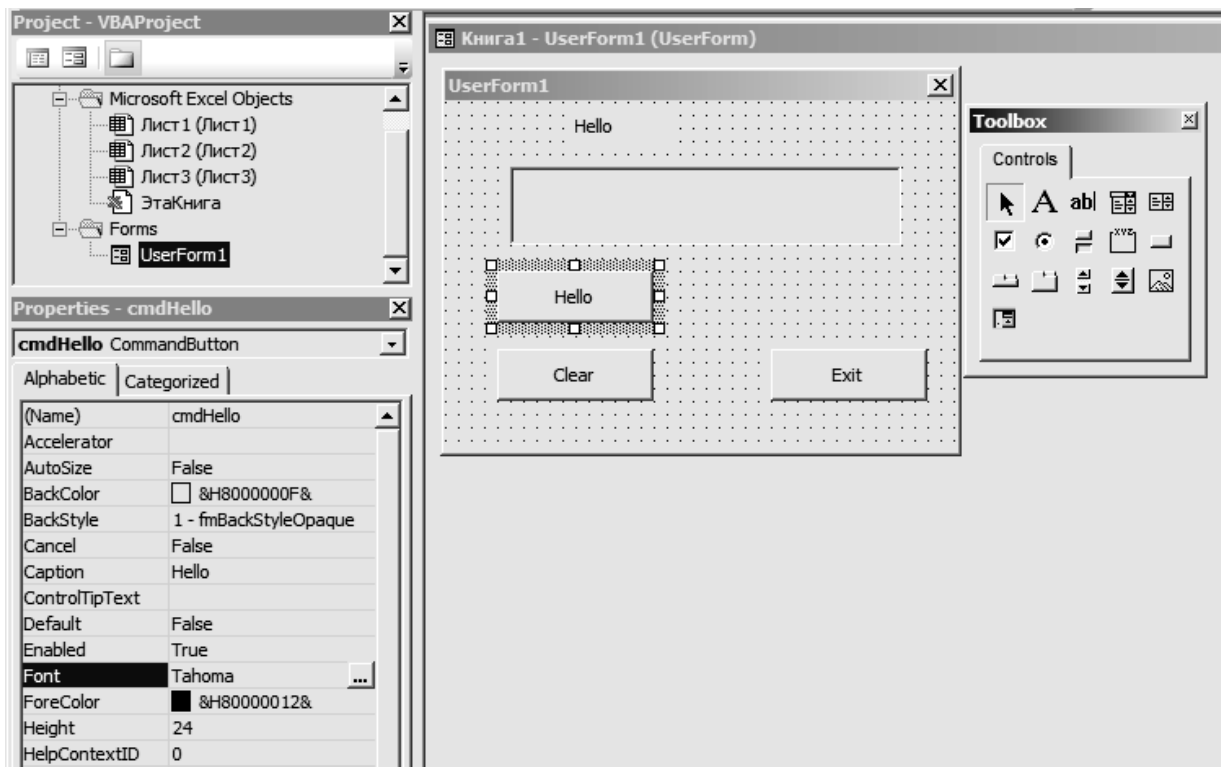 Project - VBAProject
Microsoft Excel Objects
Лист1 (Лист1)
Лист2 (Лист2)
Лист3 (Лист3)
ЭтаКнига
Forms
UserForm1
Properties - cmdHello
cmdHello CommandButton
Alphabetic Categorized
(Name) cmdHello
Accelerator
AutoSize False
BackColor &H8000000F&
BackStyle 1 - fmBackStyleOpaque
Cancel False
Caption Hello
ControlTipText
Default False
Enabled True
Font Tahoma ...
ForeColor &H80000012&
Height 24
HelpContextID 0
Книга1 - UserForm1 (UserForm)
UserForm1
Hello
Hello
Clear Exit
Toolbox
Controls
A ab|
XYZ